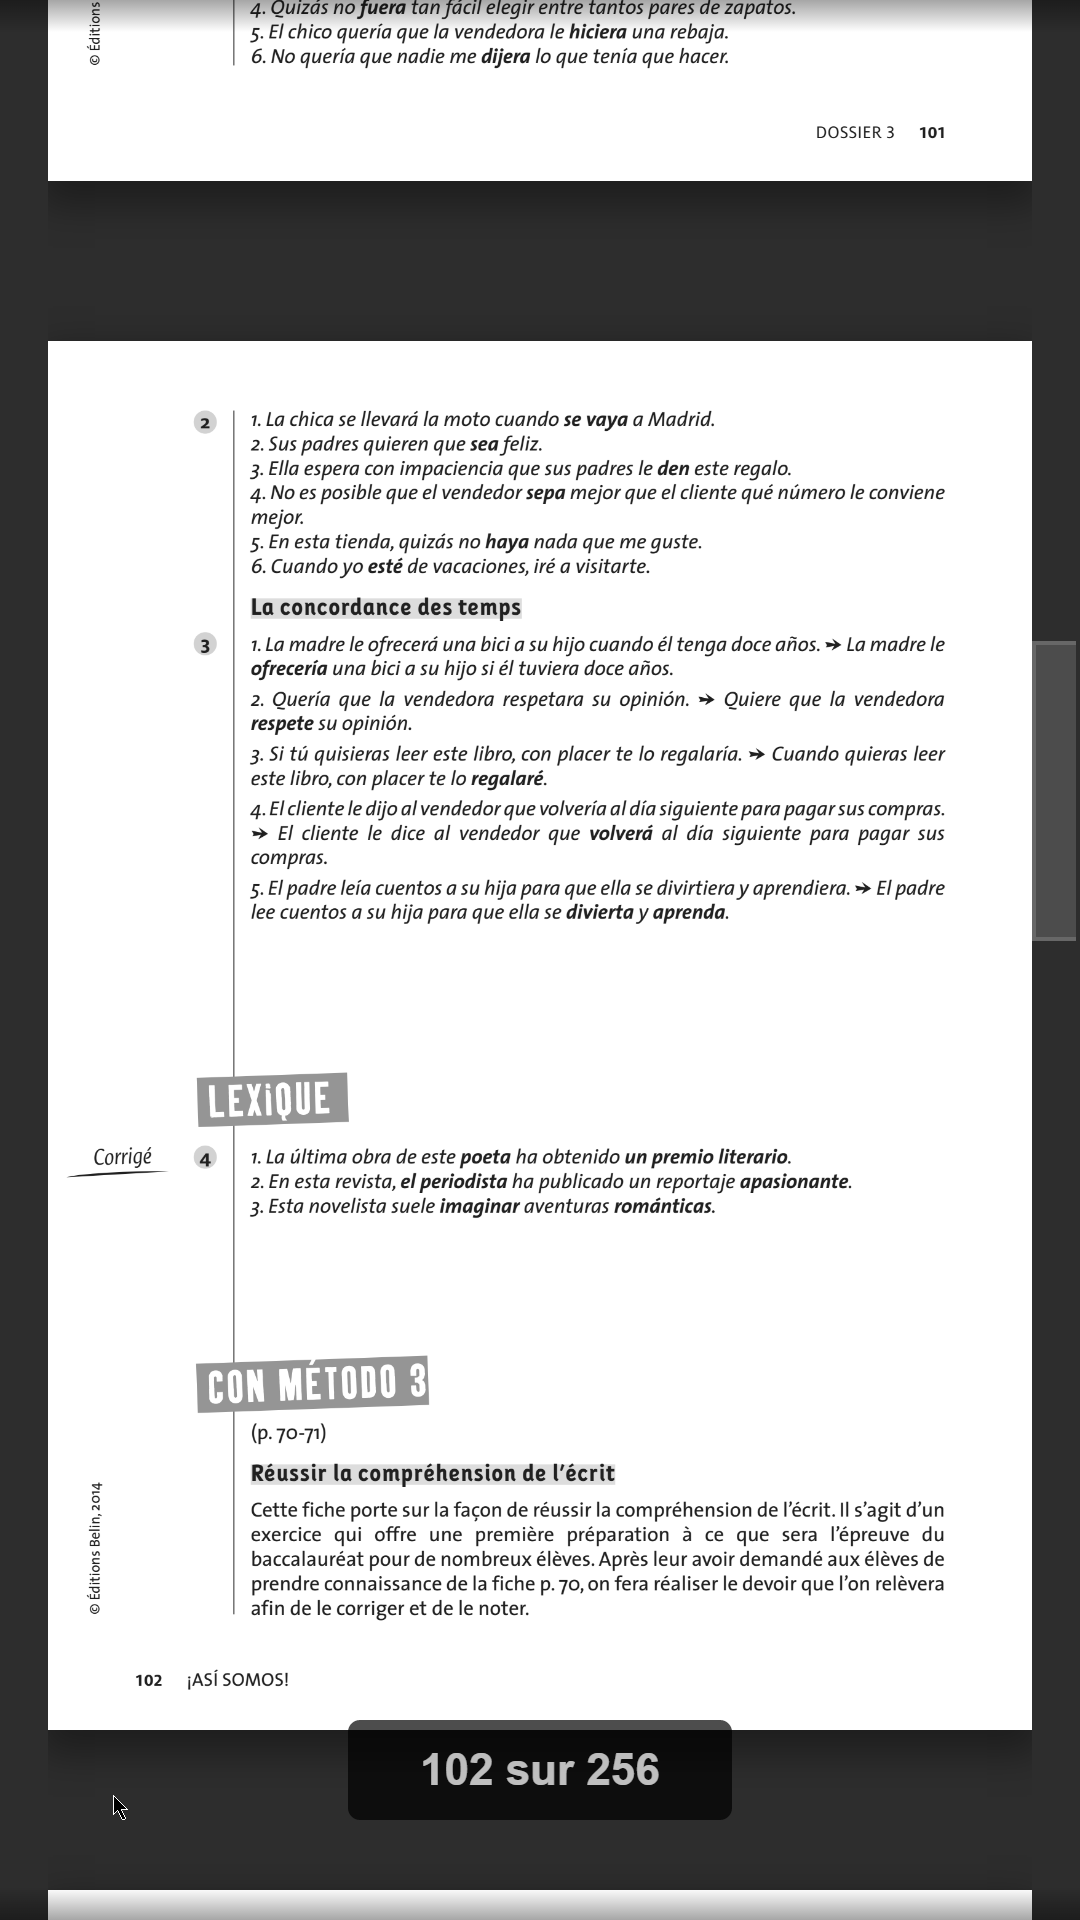 4. Quizás no fuera tan fácil elegir entre tantos pares de zapatos.
5. El chico quería que la vendedora le hiciera una rebaja.
6. No quería que nadie me dijera lo que tenía que hacer.
© Éditions
DOSSIER 3 101
2 1. La chica se llevará la moto cuando se vaya a Madrid.
2. Sus padres quieren que sea feliz.
3. Ella espera con impaciencia que sus padres le den este regalo.
4. No es posible que el vendedor sepa mejor que el cliente qué número le conviene
mejor.
5. En esta tienda, quizás no haya nada que me guste.
6. Cuando yo esté de vacaciones, iré a visitarte.
La concordance des temps
3 1. La madre le ofrecerá una bici a su hijo cuando él tenga doce años. ➔ La madre le
ofrecería una bici a su hijo si él tuviera doce años.
2. Quería que la vendedora respetara su opinión. ➔ Quiere que la vendedora
respete su opinión.
3. Si tú quisieras leer este libro, con placer te lo regalaría. ➔ Cuando quieras leer
este libro, con placer te lo regalaré.
4. El cliente le dijo al vendedor que volvería al día siguiente para pagar sus compras.
➔ El cliente le dice al vendedor que volverá al día siguiente para pagar sus
compras.
5. El padre leía cuentos a su hija para que ella se divirtiera y aprendiera. ➔ El padre
lee cuentos a su hija para que ella se divierta y aprenda.
LEXiQUE
Corrigé
4 1. La última obra de este poeta ha obtenido un premio literario.
2. En esta revista, el periodista ha publicado un reportaje apasionante.
3. Esta novelista suele imaginar aventuras románticas.
CON MÉTODO 3
(p. 70-71)
Réussir la compréhension de l'écrit
Cette fiche porte sur la façon de réussir la compréhension de l'écrit. Il s'agit d'un
exercice qui offre une première préparation à ce que sera l'épreuve du
baccalauréat pour de nombreux élèves. Après leur avoir demandé aux élèves de
prendre connaissance de la fiche p. 70, on fera réaliser le devoir que l'on relèvera
afin de le corriger et de le noter.
© Éditions Belin, 2014
102 ¡ASÍ SOMOS!
102 sur 256